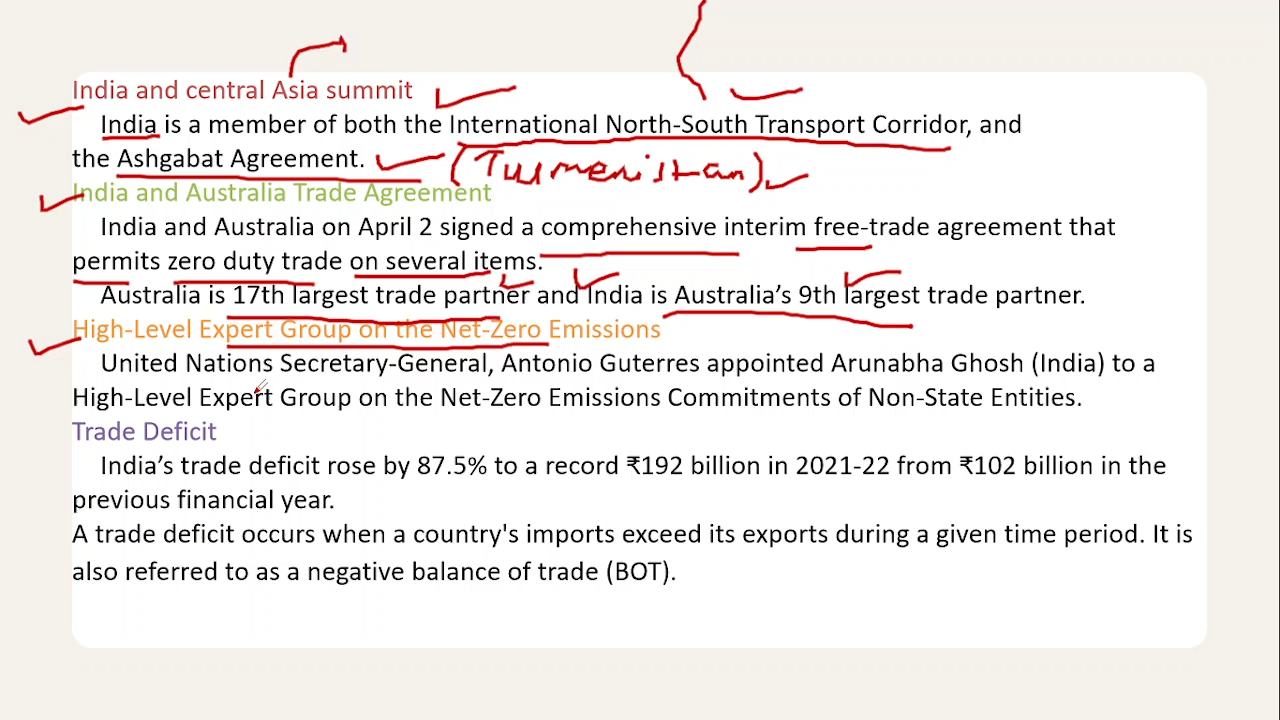 India and central Asia summit
India is a member of both the International North-South Transport Corridor, and
the Ashgabat Agreement. (Turmenistan)
India and Australia Trade Agreement
India and Australia on April 2 signed a comprehensive interim free-trade agreement that
permits zero duty trade on several items.
Australia is 17th largest trade partner and India is Australia’s 9th largest trade partner.
High-Level Expert Group on the Net-Zero Emissions
United Nations Secretary-General, Antonio Guterres appointed Arunabha Ghosh (India) to a
High-Level Expert Group on the Net-Zero Emissions Commitments of Non-State Entities.
Trade Deficit
India’s trade deficit rose by 87.5% to a record ₹192 billion in 2021-22 from ₹102 billion in the
previous financial year.
A trade deficit occurs when a country's imports exceed its exports during a given time period. It is
also referred to as a negative balance of trade (BOT).